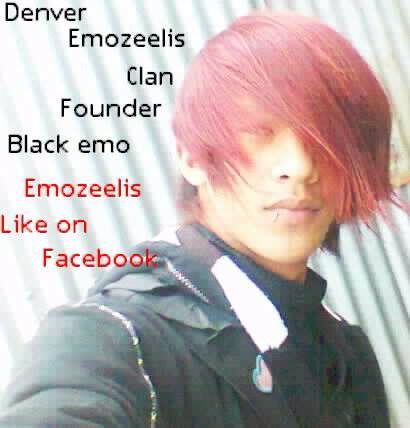 Denver
Emozeelis
Clan
Founder
Black emo
Emozeelis
Like on
Facebook